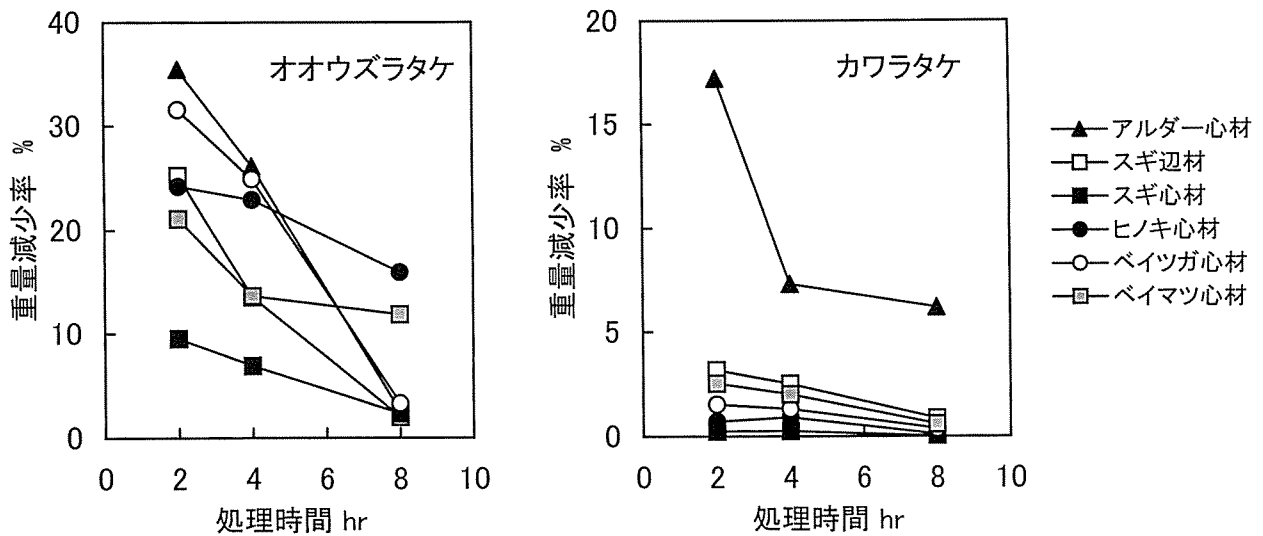 40
30
20
10
0
重量減少率 %
オオウズラタケ
0 2 4 6 8 10
処理時間 hr
20
15
10
5
0
重量減少率 %
カワラタケ
0 2 4 6 8 10
処理時間 hr
アルダー心材
スギ辺材
スギ心材
ヒノキ心材
ベイツガ心材
ベイマツ心材